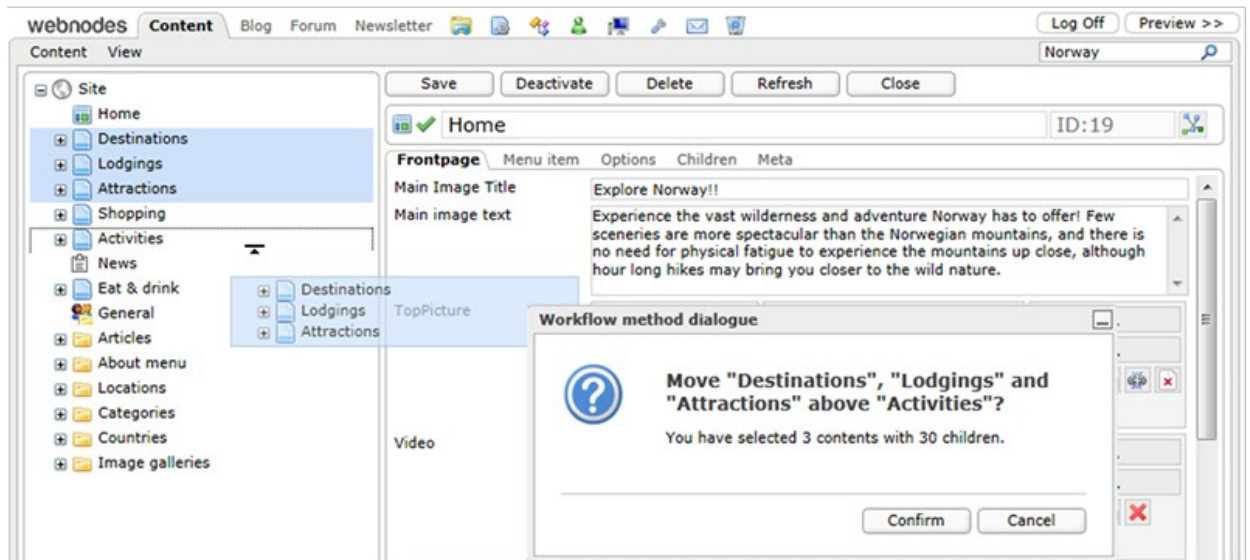 webnodes Content Blog Forum Newsletter Log Off Preview >>
Content View Norway
Save Deactivate Delete Refresh Close
Site
Home
Destinations
Lodgings
Attractions
Shopping
Activities
News
Eat & drink
General
Articles
About menu
Locations
Categories
Countries
Image galleries
Destinations
Lodgings
Attractions
Home ID:19
Frontpage Menu item Options Children Meta
Main Image Title Explore Norway!!
Main image text Experience the vast wilderness and adventure Norway has to offer! Few
sceneries are more spectacular than the Norwegian mountains, and there is
no need for physical fatigue to experience the mountains up close, although
hour long hikes may bring you closer to the wild nature.
TopPicture
Video
Workflow method dialogue
Move "Destinations", "Lodgings" and
"Attractions" above "Activities"?
You have selected 3 contents with 30 children.
Confirm Cancel